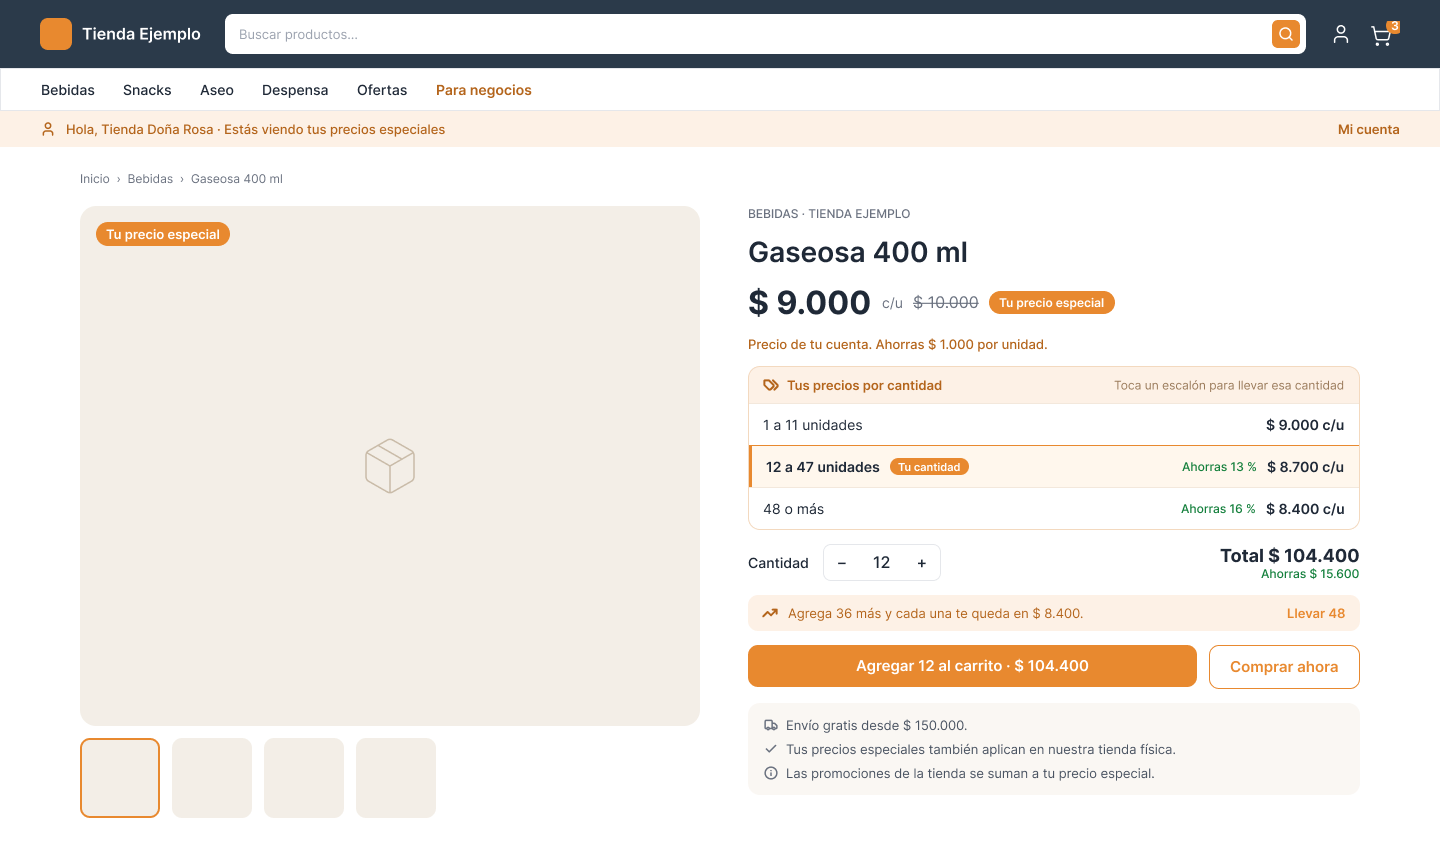 Tienda Ejemplo
Buscar productos...
3
Bebidas Snacks Aseo Despensa Ofertas Para negocios
Hola, Tienda Doña Rosa · Estás viendo tus precios especiales
Mi cuenta
Inicio › Bebidas › Gaseosa 400 ml
Tu precio especial
BEBIDAS · TIENDA EJEMPLO
Gaseosa 400 ml
$ 9.000 c/u $ 10.000 Tu precio especial
Precio de tu cuenta. Ahorras $ 1.000 por unidad.
Tus precios por cantidad Toca un escalón para llevar esa cantidad
1 a 11 unidades $ 9.000 c/u
12 a 47 unidades Tu cantidad Ahorras 13 % $ 8.700 c/u
48 o más Ahorras 16 % $ 8.400 c/u
Cantidad − 12 + Total $ 104.400
Ahorras $ 15.600
Agrega 36 más y cada una te queda en $ 8.400. Llevar 48
Agregar 12 al carrito · $ 104.400 Comprar ahora
Envío gratis desde $ 150.000.
Tus precios especiales también aplican en nuestra tienda física.
Las promociones de la tienda se suman a tu precio especial.